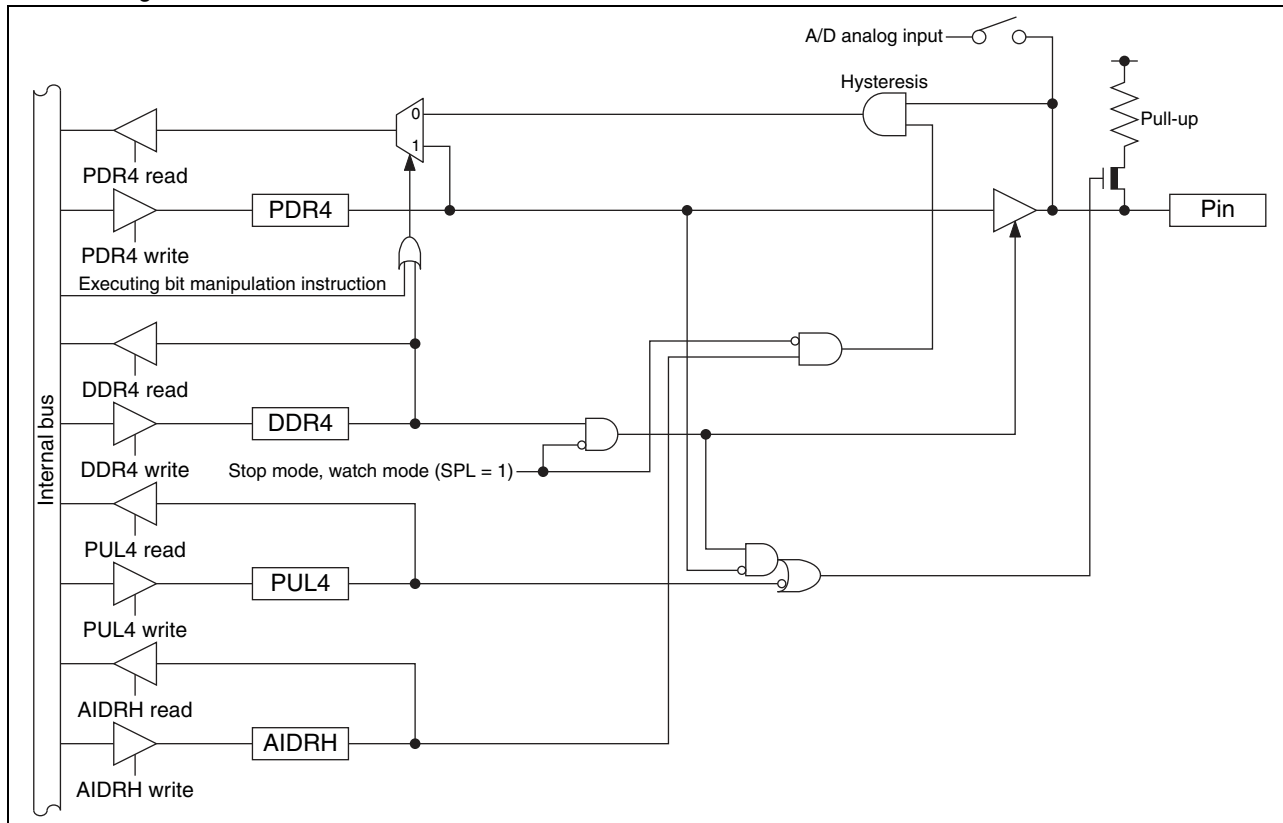 A/D analog input
Hysteresis
0
1
Pull-up
PDR4 read
PDR4
Pin
PDR4 write
Executing bit manipulation instruction
DDR4 read
DDR4
DDR4 write
Stop mode, watch mode (SPL = 1)
Internal bus
PUL4 read
PUL4
PUL4 write
AIDRH read
AIDRH
AIDRH write